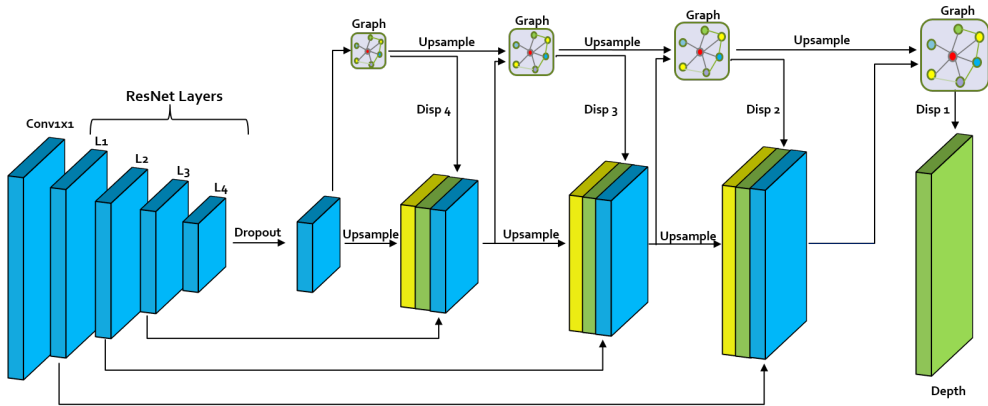 Graph
Graph
Graph
Graph
Upsample
Upsample
Upsample
ResNet Layers
Conv1x1
L1
L2
L3
L4
Disp 4
Disp 3
Disp 2
Disp 1
Dropout
Upsample
Upsample
Upsample
Depth